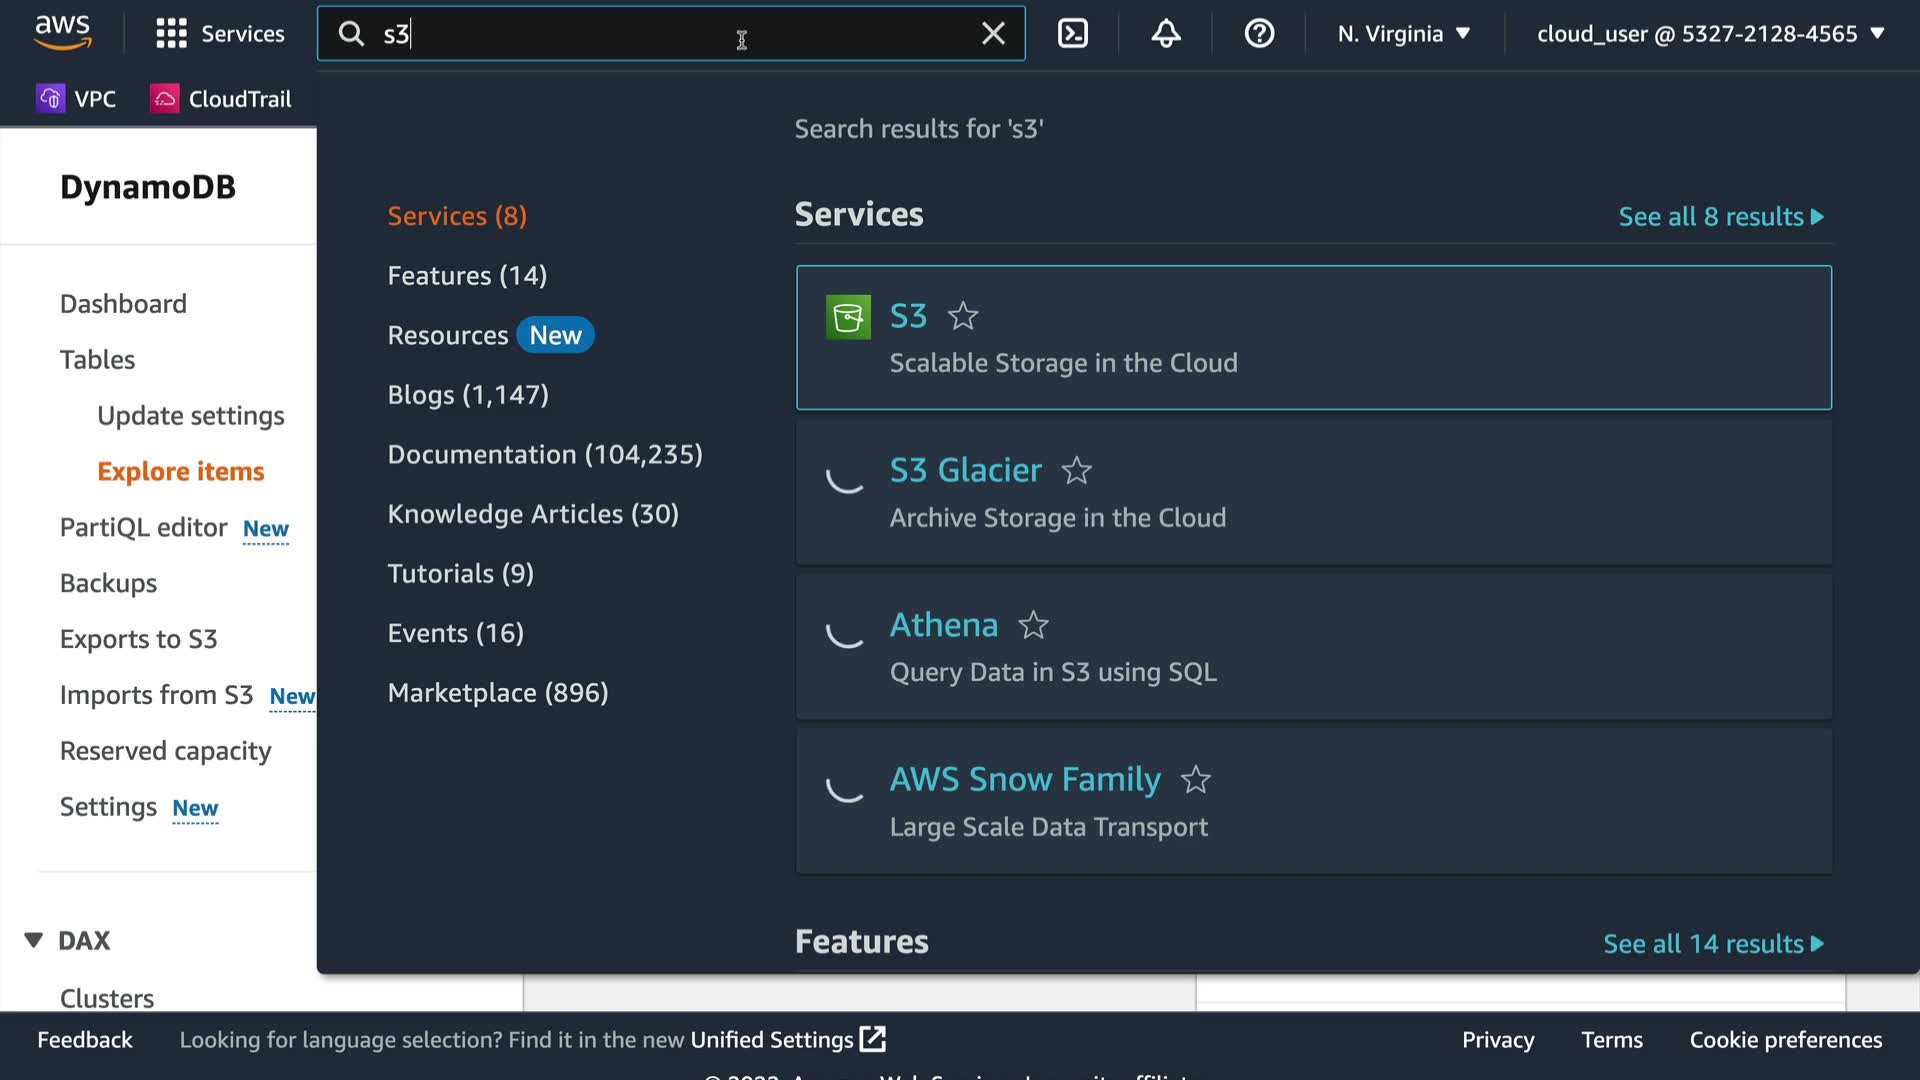 aws
Services
s3
N. Virginia
cloud_user @ 5327-2128-4565
VPC
CloudTrail
Search results for 's3'
DynamoDB
Dashboard
Tables
Update settings
Explore items
PartiQL editor New
Backups
Exports to S3
Imports from S3 New
Reserved capacity
Settings New
DAX
Clusters
Services (8)
Features (14)
Resources New
Blogs (1,147)
Documentation (104,235)
Knowledge Articles (30)
Tutorials (9)
Events (16)
Marketplace (896)
Services
See all 8 results
S3
Scalable Storage in the Cloud
S3 Glacier
Archive Storage in the Cloud
Athena
Query Data in S3 using SQL
AWS Snow Family
Large Scale Data Transport
Features
See all 14 results
Feedback
Looking for language selection? Find it in the new Unified Settings
Privacy
Terms
Cookie preferences